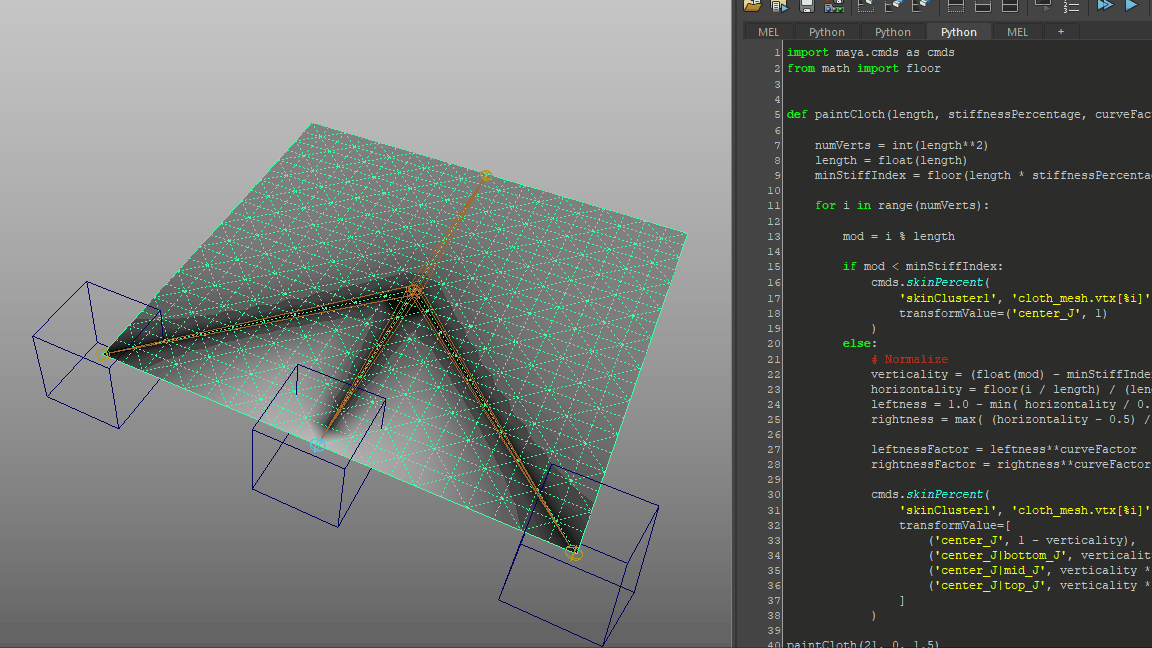 MEL Python Python Python MEL +
1 import maya.cmds as cmds
2 from math import floor
3
4
5 def paintCloth(length, stiffnessPercentage, curveFac
6
7 numVerts = int(length**2)
8 length = float(length)
9 minStiffIndex = floor(length * stiffnessPercenta
10
11 for i in range(numVerts):
12
13 mod = i % length
14
15 if mod < minStiffIndex:
16 cmds.skinPercent(
17 'skinCluster1', 'cloth_mesh.vtx[%i]'
18 transformValue=('center_J', 1)
19 )
20 else:
21 # Normalize
22 verticality = (float(mod) - minStiffInde
23 horizontality = floor(i / length) / (len
24 leftness = 1.0 - min( horizontality / 0.
25 rightness = max( (horizontality - 0.5) /
26
27 leftnessFactor = leftness**curveFactor
28 rightnessFactor = rightness**curveFactor
29
30 cmds.skinPercent(
31 'skinCluster1', 'cloth_mesh.vtx[%i]'
32 transformValue=[
33 ('center_J', 1 - verticality),
34 ('center_J|bottom_J', verticalit
35 ('center_J|mid_J', verticality *
36 ('center_J|top_J', verticality *
37 ]
38 )
39
40 paintCloth(21, 0, 1.5)